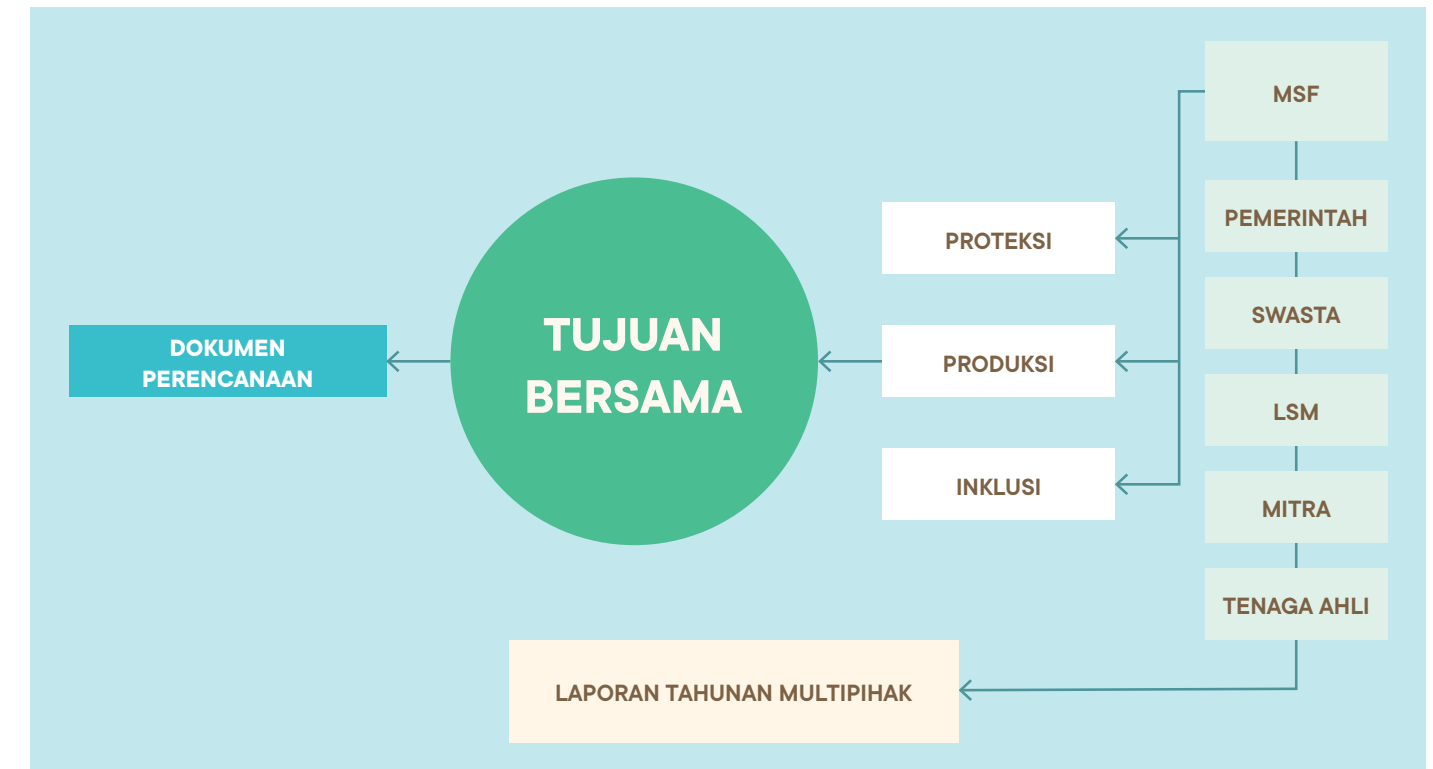 DOKUMEN
PERENCANAAN
TUJUAN
BERSAMA
PROTEKSI
PRODUKSI
INKLUSI
MSF
PEMERINTAH
SWASTA
LSM
MITRA
TENAGA AHLI
LAPORAN TAHUNAN MULTIPIHAK